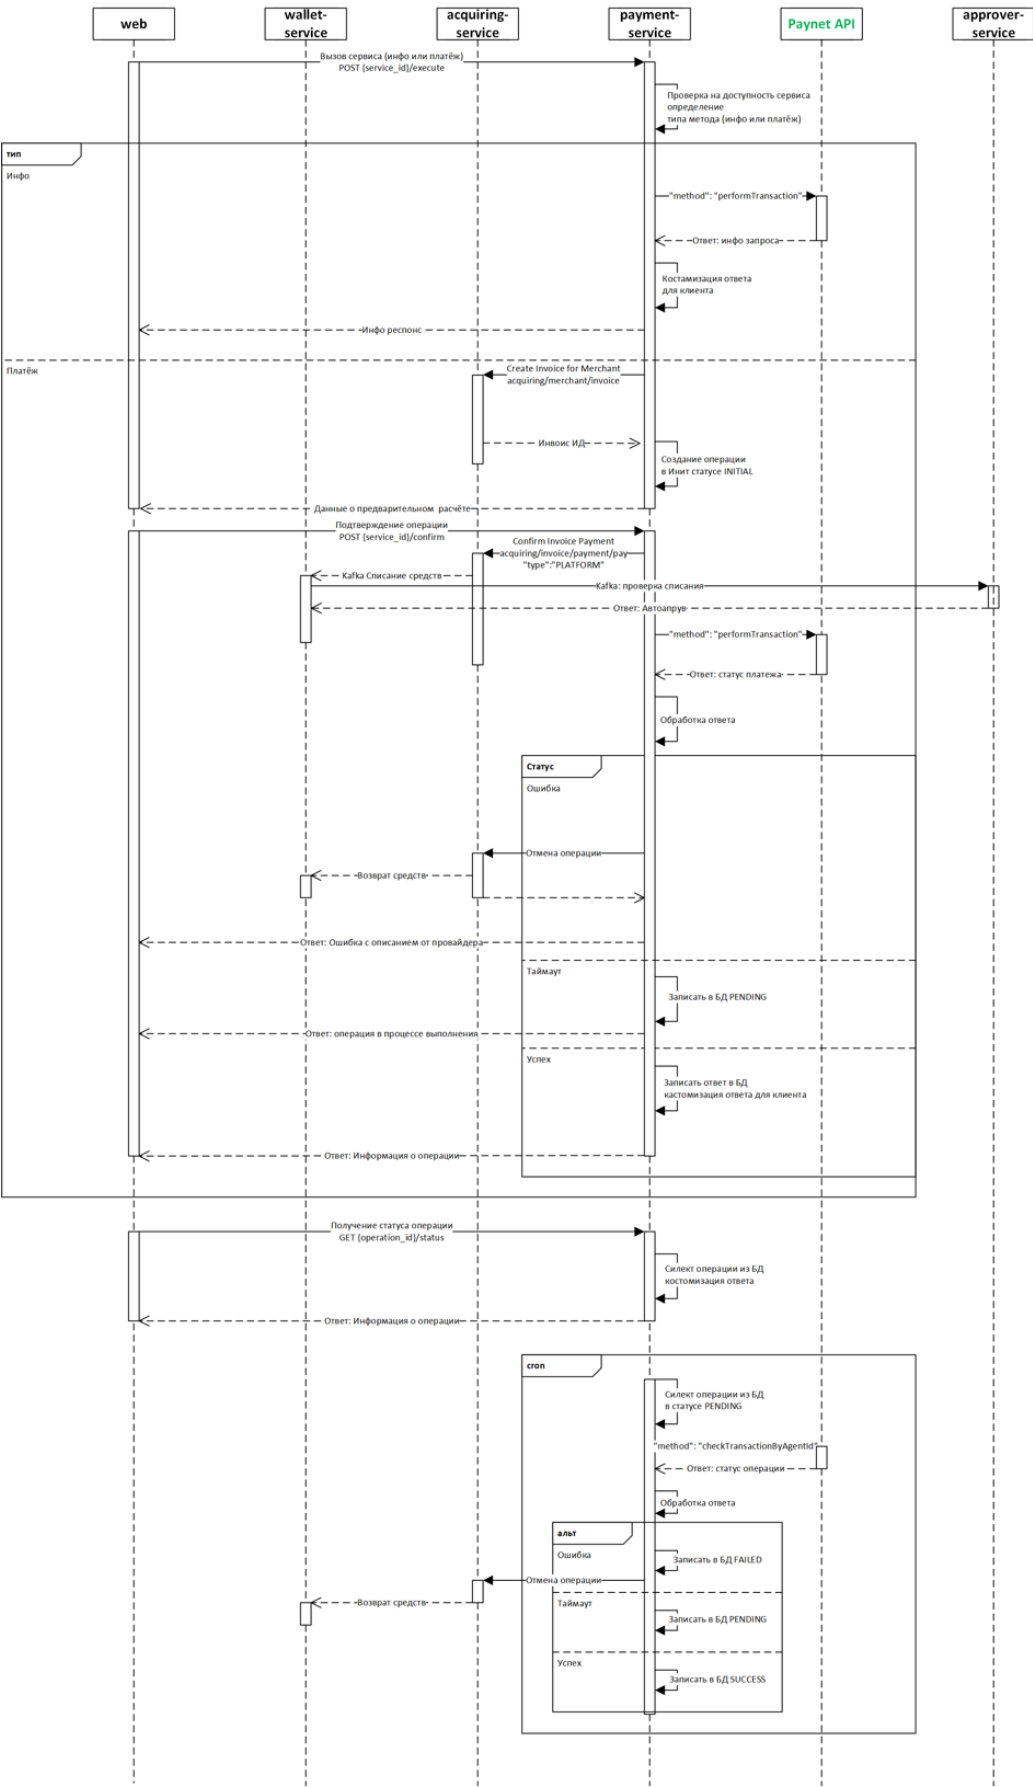 web
wallet-
service
acquiring-
service
payment-
service
Paynet API
approver-
service
Вызов сервиса (инфо или платёж)
POST {service_id}/execute
Проверка на доступность сервиса
определение
типа метода (инфо или платёж)
тип
Инфо
"method": "performTransaction"
Ответ: инфо запроса
Костамизация ответа
для клиента
Инфо респонс
Платёж
Create Invoice for Merchant
acquiring/merchant/invoice
Инвоис ИД
Создание операции
в Инит статусе INITIAL
Данные о предварительном расчёте
Подтверждение операции
POST {service_id}/confirm
Confirm Invoice Payment
acquiring/invoice/payment/pay
"type":"PLATFORM"
Kafka Списание средств
Kafka: проверка списания
Ответ: Автоапрув
"method": "performTransaction"
Ответ: статус платежа
Обработка ответа
Статус
Ошибка
Отмена операции
Возврат средств
Ответ: Ошибка с описанием от провайдера
Таймаут
Записать в БД PENDING
Ответ: операция в процессе выполнения
Успех
Записать ответ в БД
кастомизация ответа для клиента
Ответ: Информация о операции
Получение статуса операции
GET {operation_id}/status
Силект операции из БД
костомизация ответа
Ответ: Информация о операции
cron
Силект операции из БД
в статусе PENDING
"method": "checkTransactionByAgentId"
Ответ: статус операции
Обработка ответа
альт
Ошибка
Записать в БД FAILED
Отмена операции
Возврат средств
Таймаут
Записать в БД PENDING
Успех
Записать в БД SUCCESS